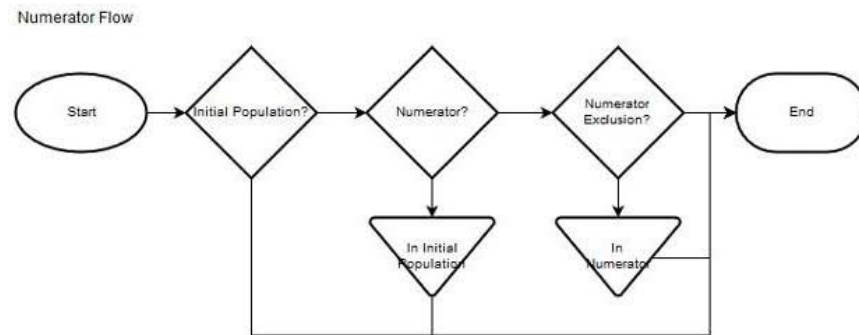 Numerator Flow
Start
Initial Population?
Numerator?
Numerator
Exclusion?
End
In Initial
Population
In
Numerator